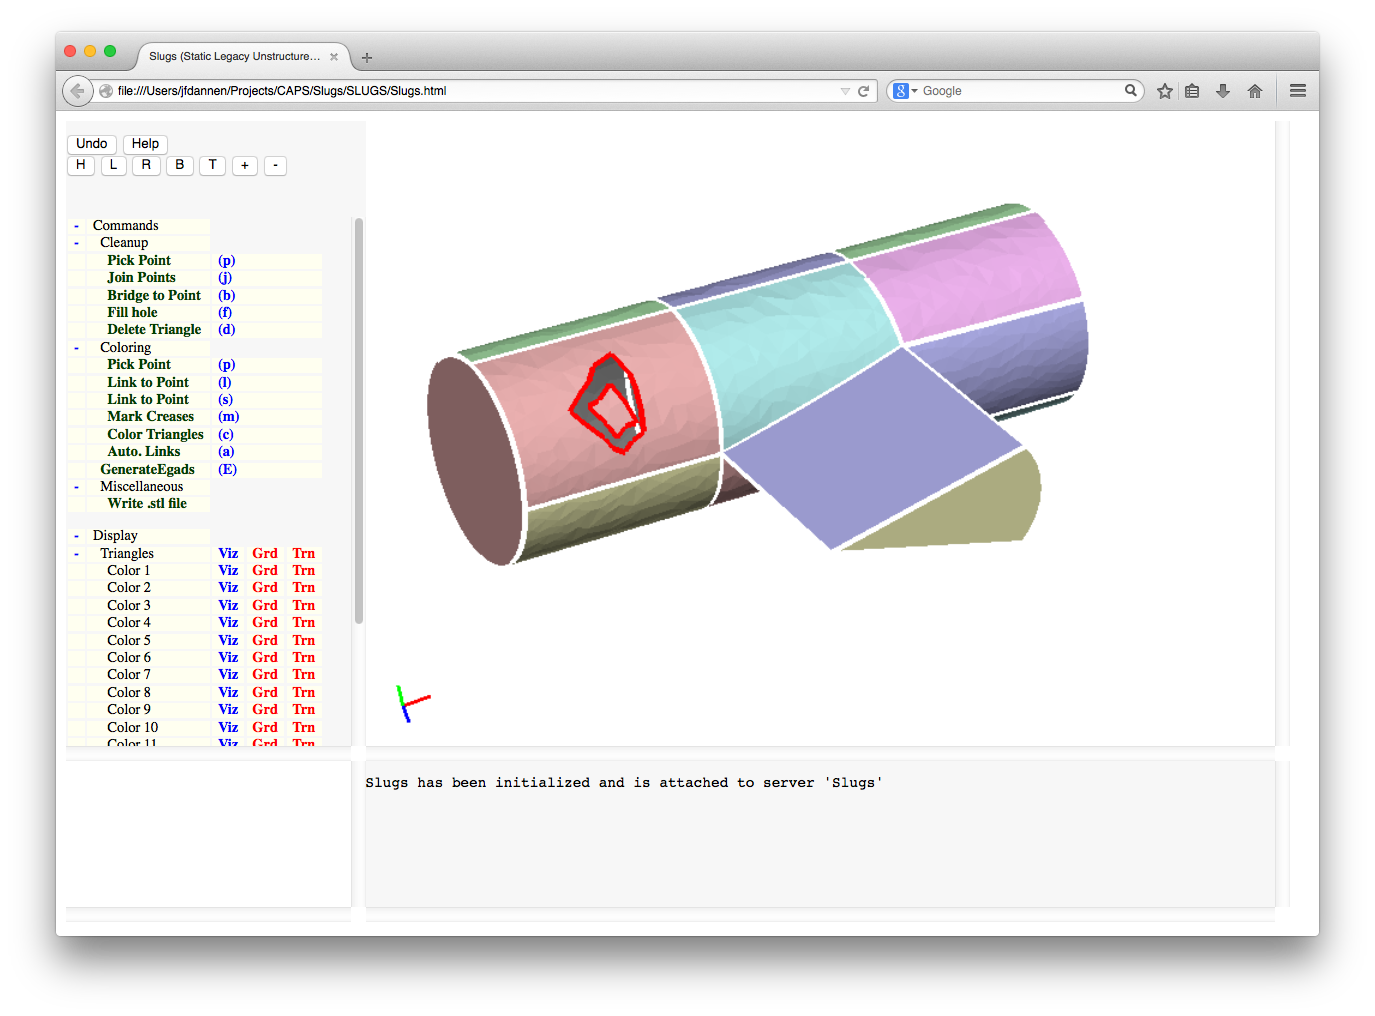 Slugs (Static Legacy Unstructure...
file:///Users/jfdannen/Projects/CAPS/Slugs/SLUGS/Slugs.html
Google
Undo Help
H L R B T + -
- Commands
- Cleanup
Pick Point (p)
Join Points (j)
Bridge to Point (b)
Fill hole (f)
Delete Triangle (d)
- Coloring
Pick Point (p)
Link to Point (l)
Link to Point (s)
Mark Creases (m)
Color Triangles (c)
Auto. Links (a)
GenerateEgads (E)
- Miscellaneous
Write .stl file
- Display
- Triangles Viz Grd Trn
Color 1 Viz Grd Trn
Color 2 Viz Grd Trn
Color 3 Viz Grd Trn
Color 4 Viz Grd Trn
Color 5 Viz Grd Trn
Color 6 Viz Grd Trn
Color 7 Viz Grd Trn
Color 8 Viz Grd Trn
Color 9 Viz Grd Trn
Color 10 Viz Grd Trn
Color 11 Viz Grd Trn
Slugs has been initialized and is attached to server 'Slugs'